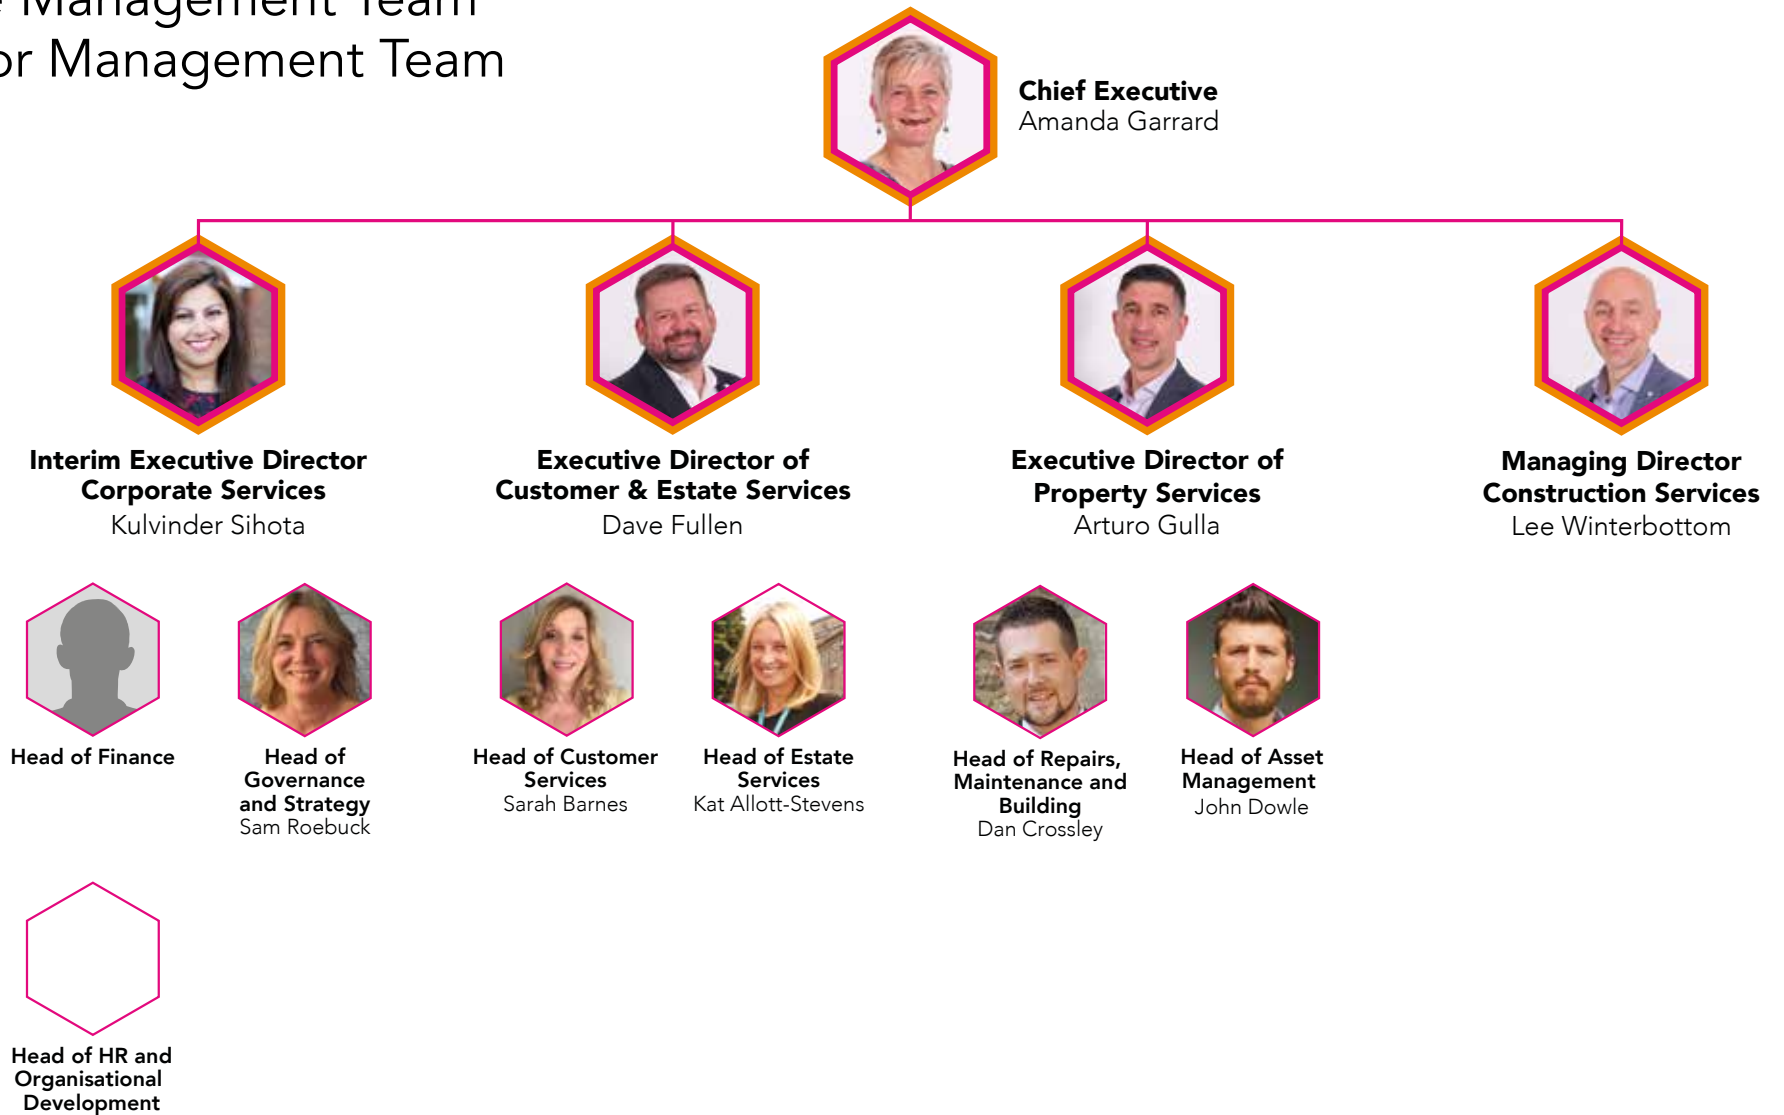 Management Team
or Management Team
Chief Executive
Amanda Garrard
Interim Executive Director
Corporate Services
Kulvinder Sihota
Executive Director of
Customer & Estate Services
Dave Fullen
Executive Director of
Property Services
Arturo Gulla
Managing Director
Construction Services
Lee Winterbottom
Head of Finance
Head of
Governance
and Strategy
Sam Roebuck
Head of Customer
Services
Sarah Barnes
Head of Estate
Services
Kat Allott-Stevens
Head of Repairs,
Maintenance and
Building
Dan Crossley
Head of Asset
Management
John Dowle
Head of HR and
Organisational
Development